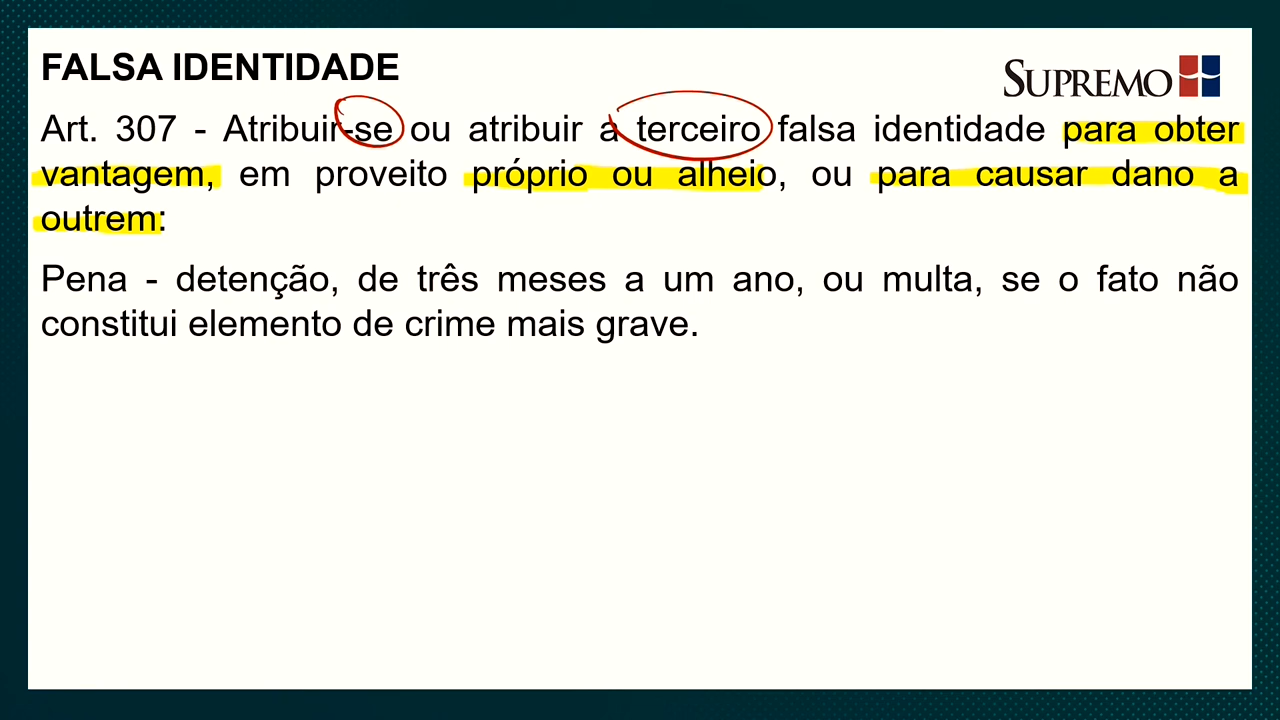 FALSA IDENTIDADE
SUPREMO
Art. 307 - Atribuir-se ou atribuir a terceiro falsa identidade para obter
vantagem, em proveito próprio ou alheio, ou para causar dano a
outrem:
Pena - detenção, de três meses a um ano, ou multa, se o fato não
constitui elemento de crime mais grave.